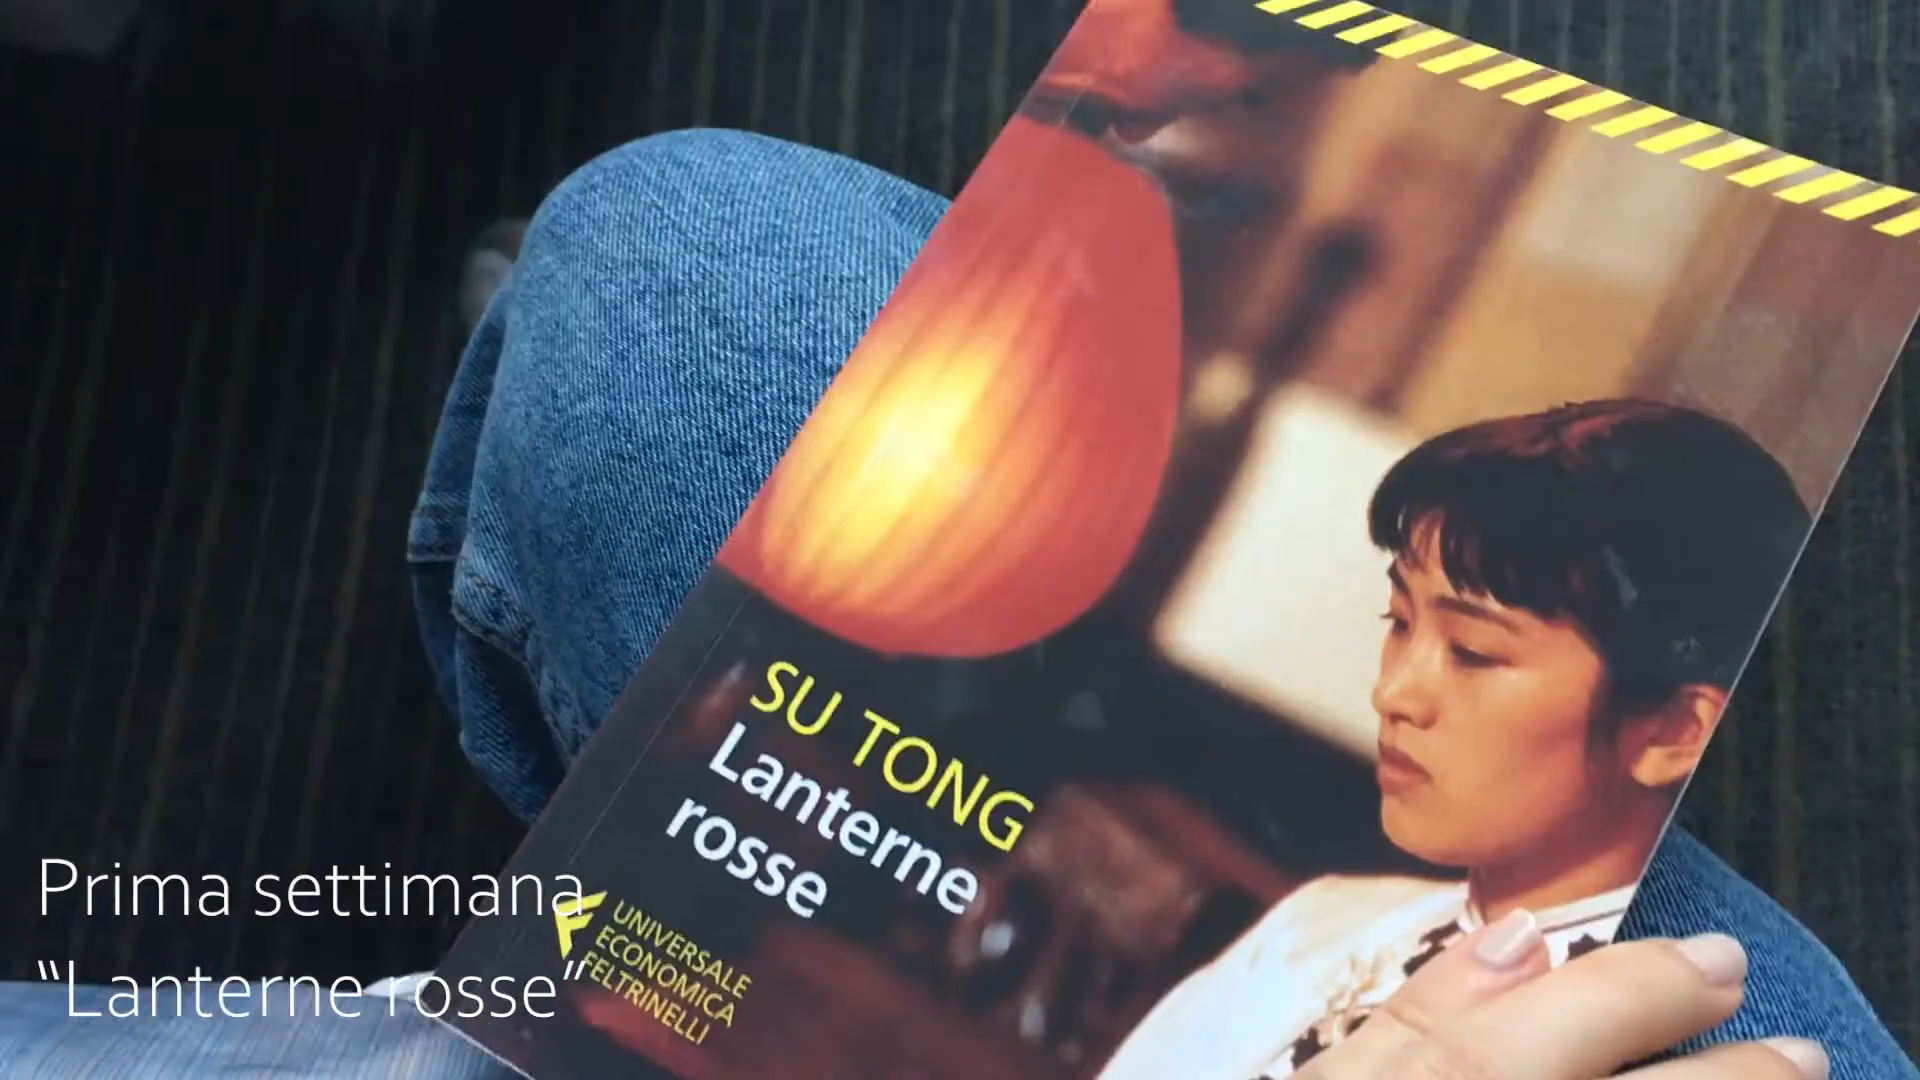 SU TONG
Lanterne
rosse
UNIVERSALE
ECONOMICA
FELTRINELLI
Prima settimana
“Lanterne rosse”